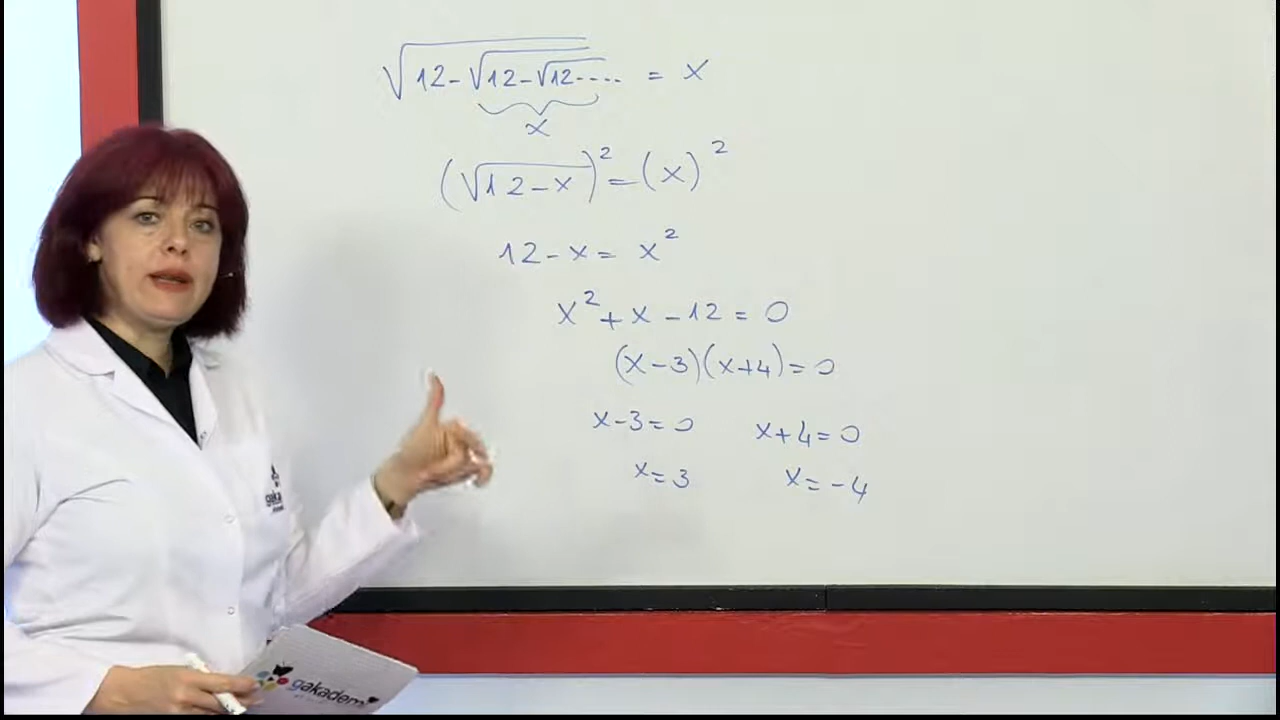 √12-√12-√12.... = x
x
(√12-x)² = (x)²
12-x = x²
x²+x-12=0
(x-3)(x+4)=0
x-3=0 x+4=0
x=3 x=-4
gakadem